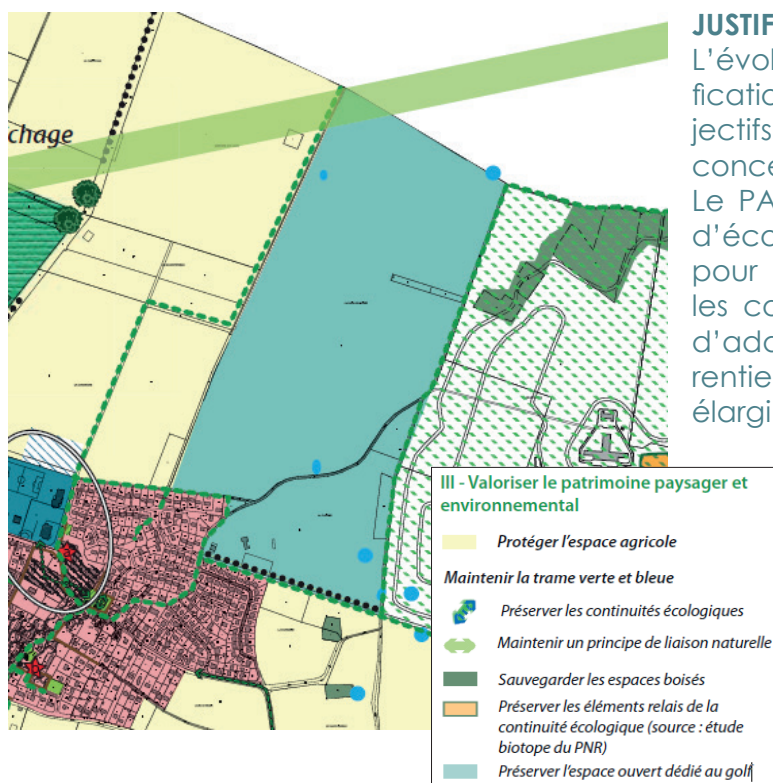 chage
JUSTIF
L’évol
fication
jectifs
conce
Le PA
d’éco
pour
les co
d’ado
rentie
élargi
III - Valoriser le patrimoine paysager et
environnemental
Protéger l’espace agricole
Maintenir la trame verte et bleue
Préserver les continuités écologiques
Maintenir un principe de liaison naturelle
Sauvegarder les espaces boisés
Préserver les éléments relais de la
continuité écologique (source : étude
biotope du PNR)
Préserver l’espace ouvert dédié au golf